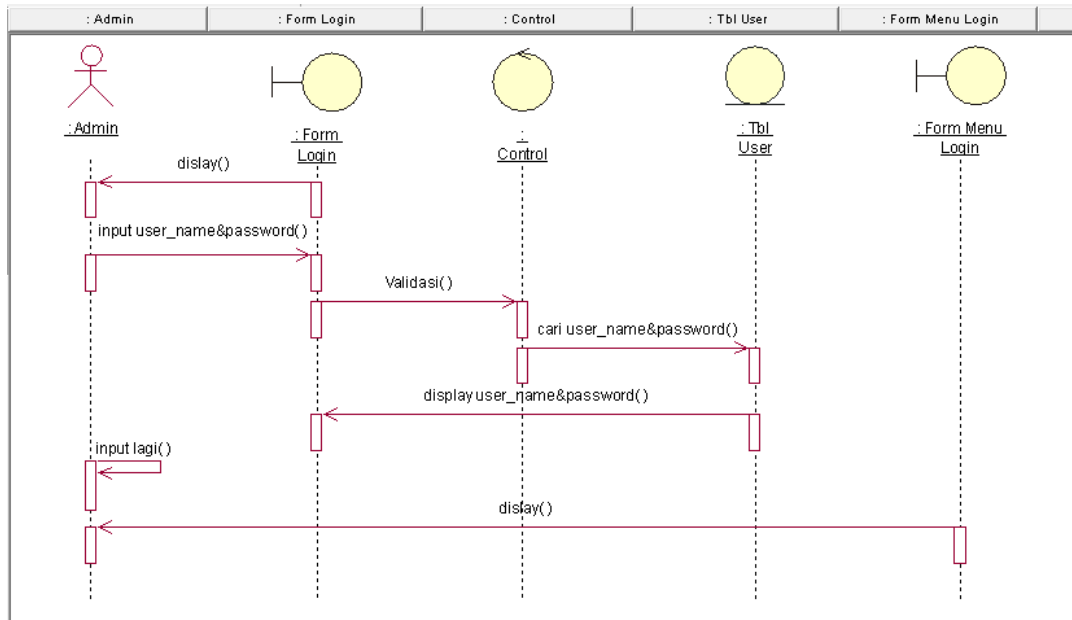 : Admin
: Form Login
: Control
: Tbl User
: Form Menu Login
: Admin
: Form
Login
:
Control
: Tbl
User
: Form Menu
Login
dislay()
input user_name&password()
Validasi()
cari user_name&password()
display user_name&password()
input lagi()
dislay()